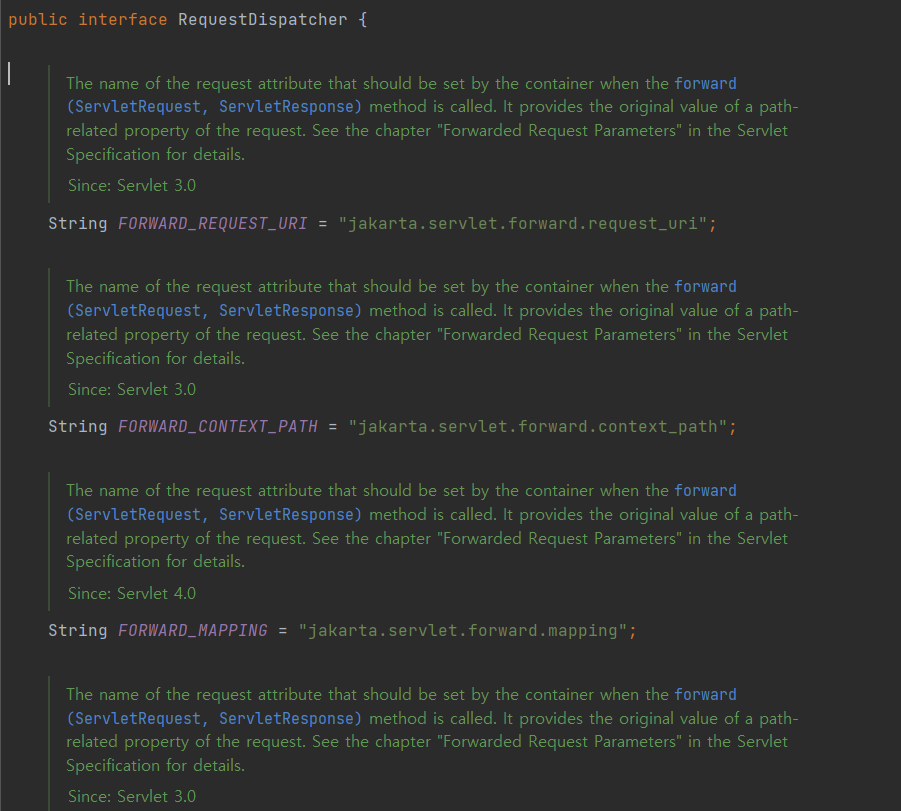 public interface RequestDispatcher {
The name of the request attribute that should be set by the container when the forward
(ServletRequest, ServletResponse) method is called. It provides the original value of a path-
related property of the request. See the chapter "Forwarded Request Parameters" in the Servlet
Specification for details.
Since: Servlet 3.0
String FORWARD_REQUEST_URI = "jakarta.servlet.forward.request_uri";
The name of the request attribute that should be set by the container when the forward
(ServletRequest, ServletResponse) method is called. It provides the original value of a path-
related property of the request. See the chapter "Forwarded Request Parameters" in the Servlet
Specification for details.
Since: Servlet 3.0
String FORWARD_CONTEXT_PATH = "jakarta.servlet.forward.context_path";
The name of the request attribute that should be set by the container when the forward
(ServletRequest, ServletResponse) method is called. It provides the original value of a path-
related property of the request. See the chapter "Forwarded Request Parameters" in the Servlet
Specification for details.
Since: Servlet 4.0
String FORWARD_MAPPING = "jakarta.servlet.forward.mapping";
The name of the request attribute that should be set by the container when the forward
(ServletRequest, ServletResponse) method is called. It provides the original value of a path-
related property of the request. See the chapter "Forwarded Request Parameters" in the Servlet
Specification for details.
Since: Servlet 3.0